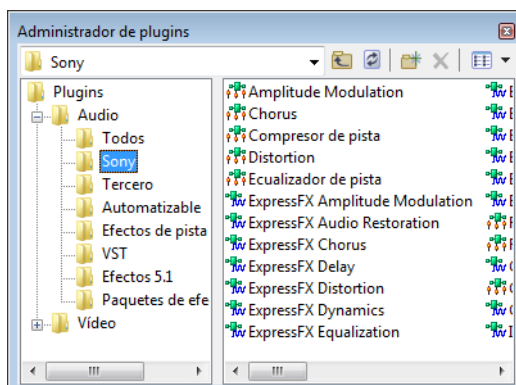 Administrador de plugins
Sony
Plugins
Audio
Todos
Sony
Tercero
Automatizable
Efectos de pista
VST
Efectos 5.1
Paquetes de efe
Vídeo
Amplitude Modulation
Chorus
Compresor de pista
Distortion
Ecualizador de pista
ExpressFX Amplitude Modulation
ExpressFX Audio Restoration
ExpressFX Chorus
ExpressFX Delay
ExpressFX Distortion
ExpressFX Dynamics
ExpressFX Equalization